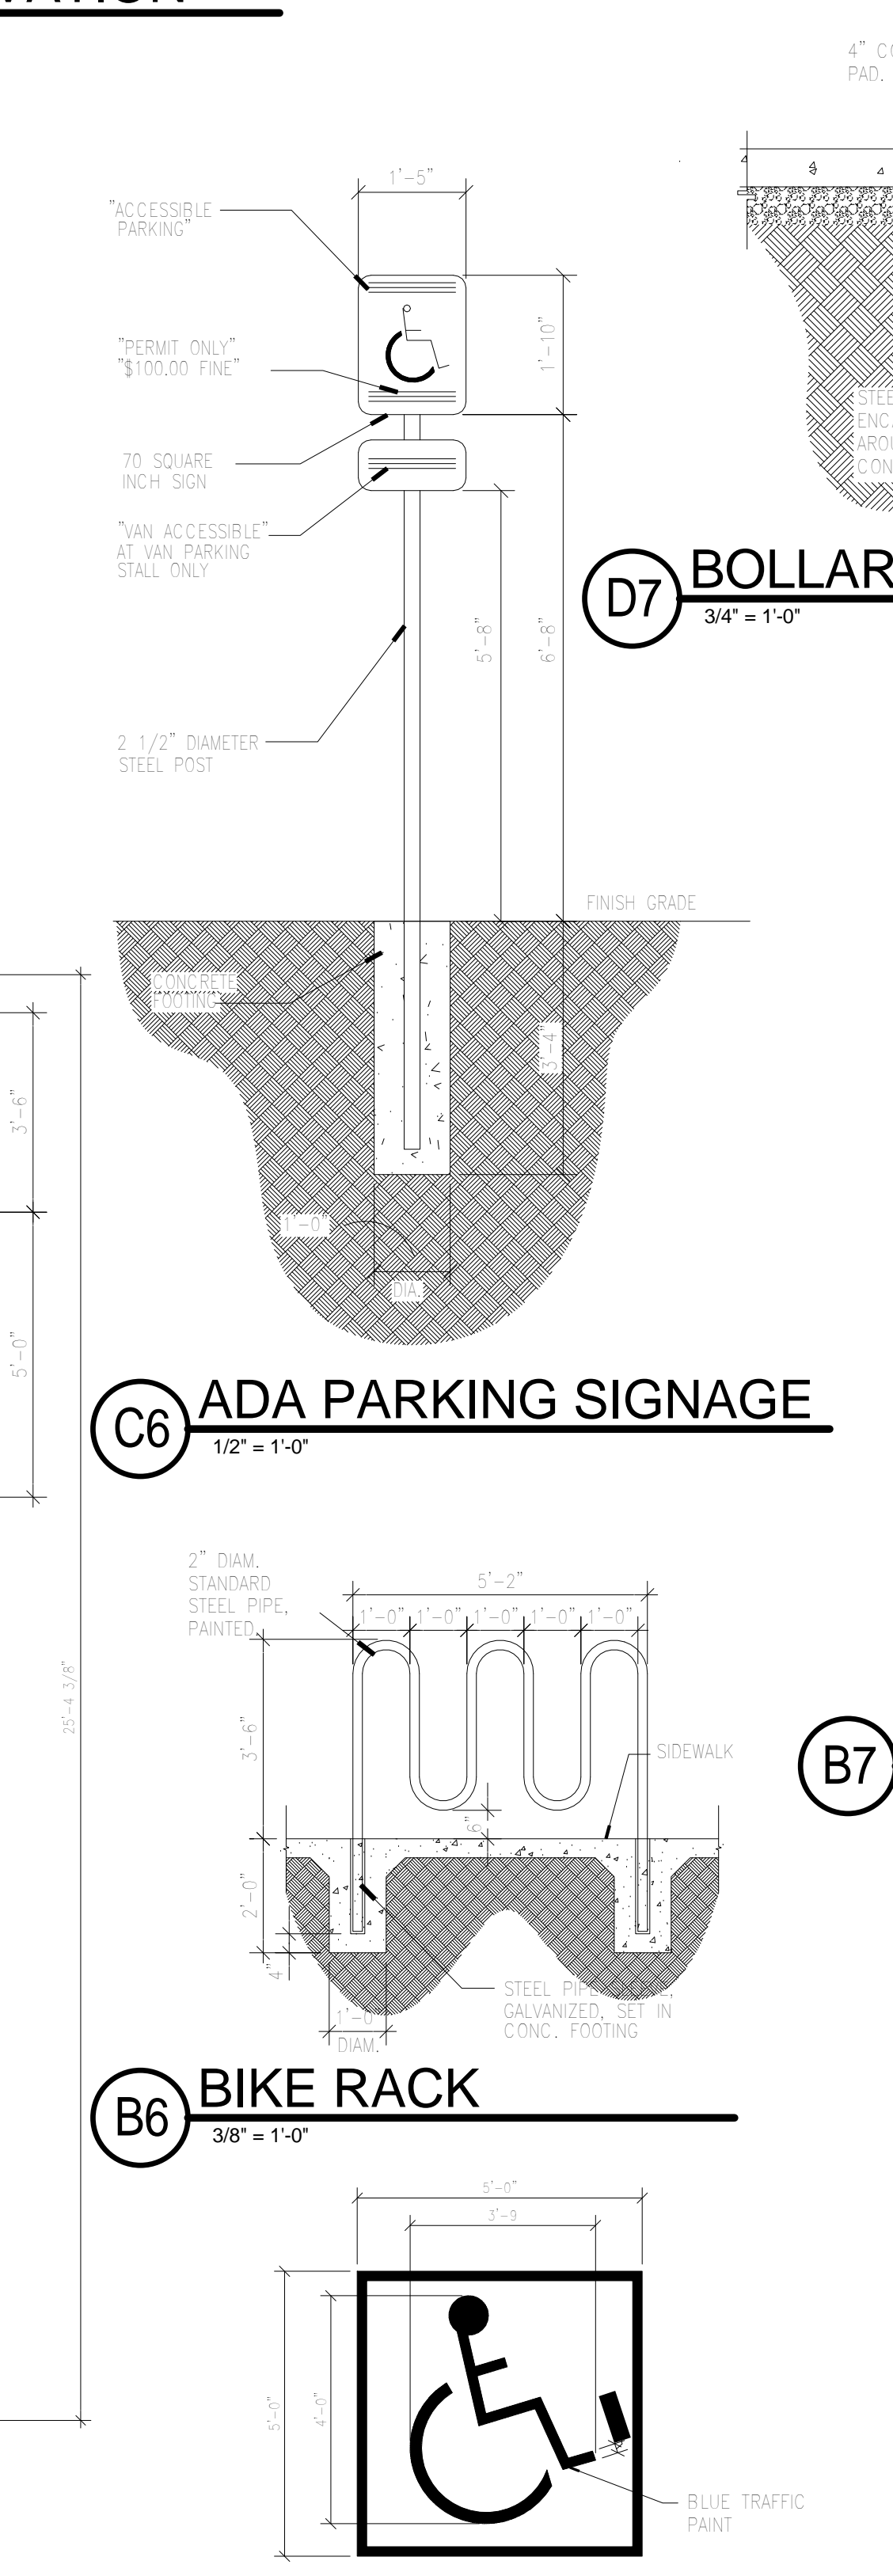 4" CO
PAD.
1'-5"
"ACCESSIBLE
PARKING"
1'-10"
"PERMIT ONLY"
"$100.00 FINE"
STEE
ENC
AROU
CON
70 SQUARE
INCH SIGN
"VAN ACCESSIBLE"
AT VAN PARKING
STALL ONLY
D7
BOLLAR
3/4" = 1'-0"
5'-8"
6'-8"
2 1/2" DIAMETER
STEEL POST
FINISH GRADE
CONCRETE
FOOTING
3'-4"
3'-6"
1'-0"
DIA.
5'-0"
C6
ADA PARKING SIGNAGE
1/2" = 1'-0"
2" DIAM.
STANDARD
STEEL PIPE,
PAINTED.
5'-2"
1'-0" 1'-0" 1'-0" 1'-0" 1'-0"
25'-4 3/8"
3'-6"
SIDEWALK
B7
6"
2'-0"
4"
STEEL PIPE
GALVANIZED, SET IN
CONC. FOOTING
1'-0"
DIAM.
B6
BIKE RACK
3/8" = 1'-0"
5'-0"
3'-9
5'-0"
4'-0"
BLUE TRAFFIC
PAINT